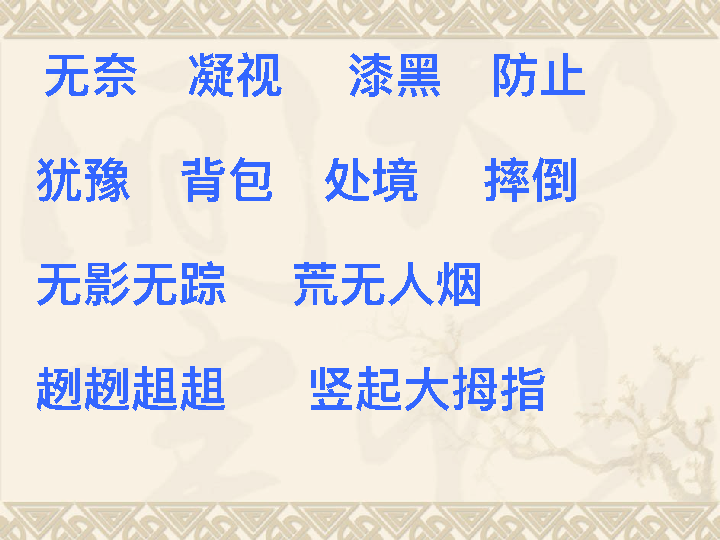 无奈 凝视 漆黑 防止
犹豫 背包 处境 摔倒
无影无踪 荒无人烟
趔趔趄趄 竖起大拇指